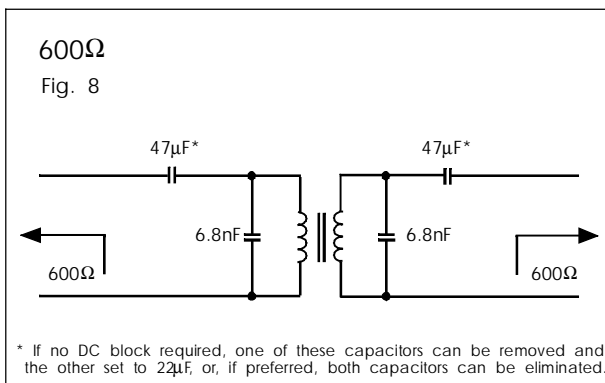 600Ω
Fig. 8
47µF* 47µF*
6.8nF 6.8nF
600Ω 600Ω
* If no DC block required, one of these capacitors can be removed and
the other set to 22µF, or, if preferred, both capacitors can be eliminated.